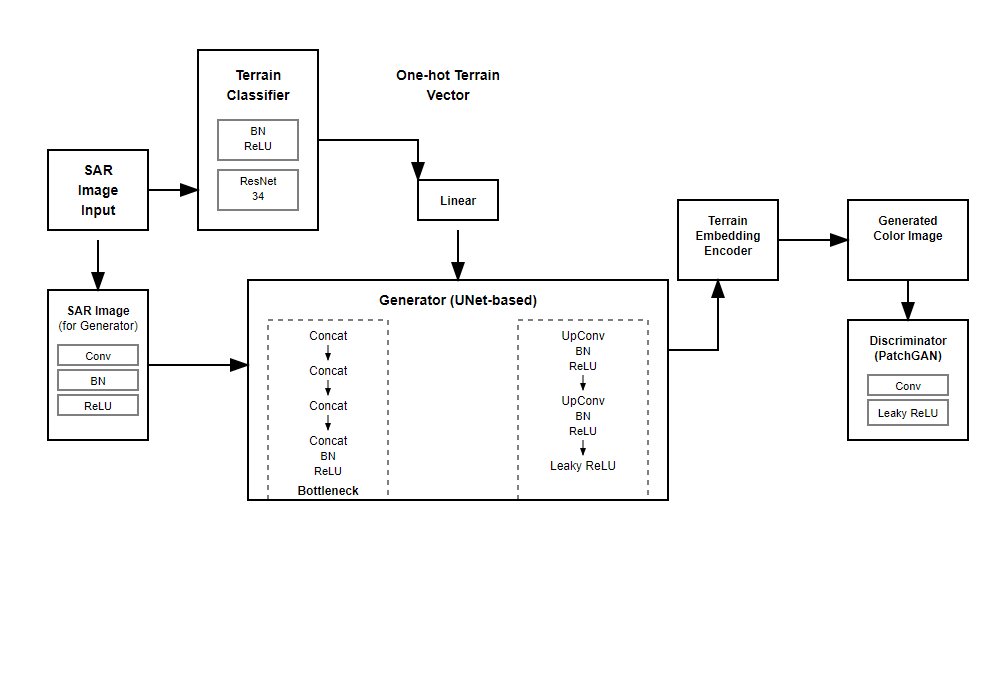 Terrain
Classifier
BN
ReLU
ResNet
34
One-hot Terrain
Vector
SAR
Image
Input
Linear
Terrain
Embedding
Encoder
Generated
Color Image
SAR Image
(for Generator)
Conv
BN
ReLU
Generator (UNet-based)
Concat
Concat
Concat
Concat
BN
ReLU
Bottleneck
UpConv
BN
ReLU
UpConv
BN
ReLU
Leaky ReLU
Discriminator
(PatchGAN)
Conv
Leaky ReLU